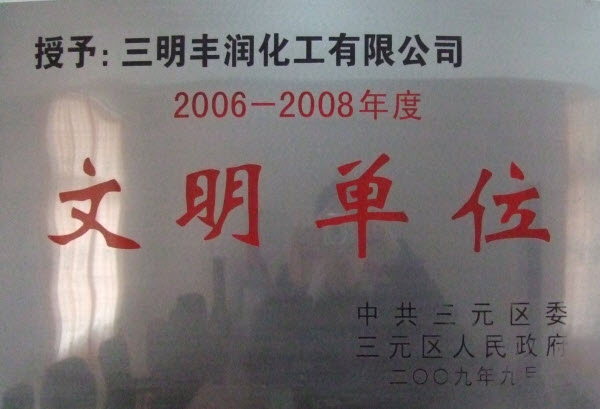 授予：三明丰润化工有限公司
2006－2008年度
文明单位
中共三元区委
三元区人民政府
二〇〇九年九月